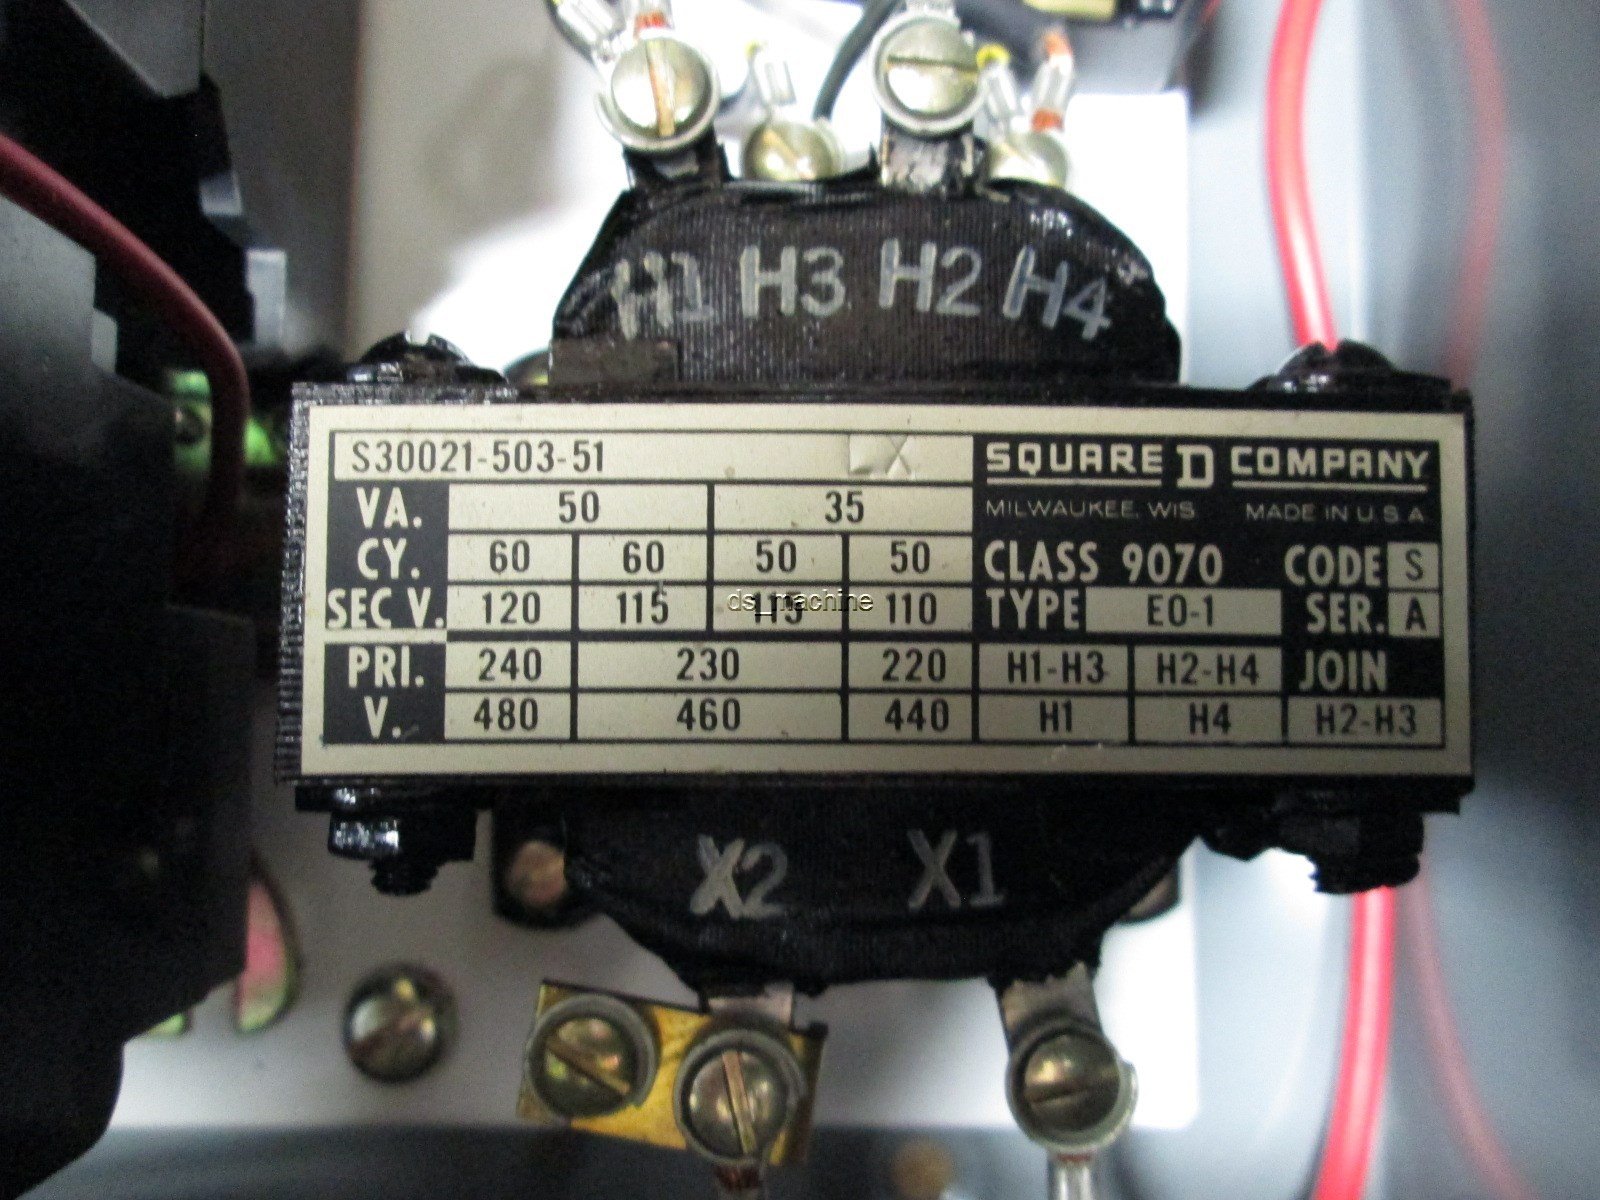 H1 H3 H2 H4
S30021-503-51 X
SQUARE D COMPANY
MILWAUKEE, WIS MADE IN U.S.A.
VA. 50 35
CY. 60 60 50 50
CLASS 9070 CODE S
SEC V. 120 115 115 110
TYPE EO-1 SER. A
ds_machine
PRI. 240 230 220 H1-H3 H2-H4 JOIN
V. 480 460 440 H1 H4 H2-H3
X2 X1